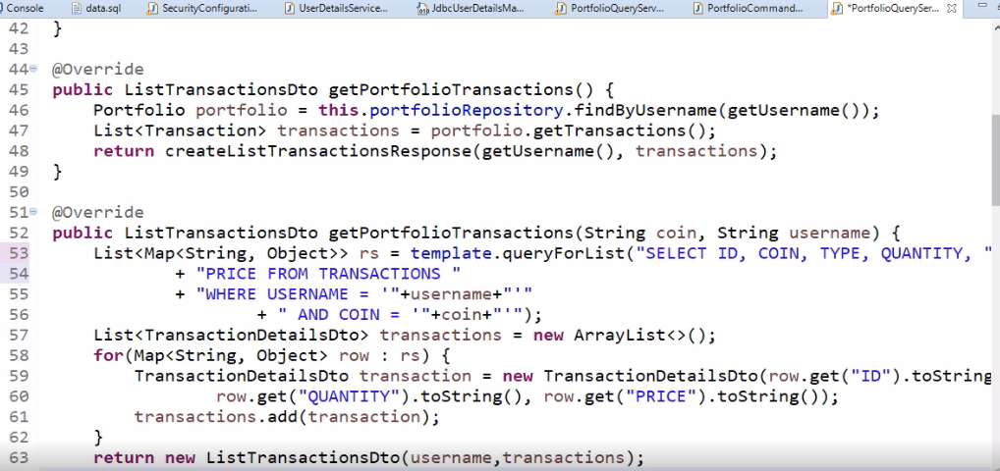 Console data.sql SecurityConfigurati... UserDetailsService... JdbcUserDetailsMa... PortfolioQueryServ... PortfolioCommand... *PortfolioQuerySer...
42 }
43
44 @Override
45 public ListTransactionsDto getPortfolioTransactions() {
46 Portfolio portfolio = this.portfolioRepository.findByUsername(getUsername());
47 List<Transaction> transactions = portfolio.getTransactions();
48 return createListTransactionsResponse(getUsername(), transactions);
49 }
50
51 @Override
52 public ListTransactionsDto getPortfolioTransactions(String coin, String username) {
53 List<Map<String, Object>> rs = template.queryForList("SELECT ID, COIN, TYPE, QUANTITY, "
54 + "PRICE FROM TRANSACTIONS "
55 + "WHERE USERNAME = '"+username+"'"
56 + " AND COIN = '"+coin+"'");
57 List<TransactionDetailsDto> transactions = new ArrayList<>();
58 for(Map<String, Object> row : rs) {
59 TransactionDetailsDto transaction = new TransactionDetailsDto(row.get("ID").toString
60 row.get("QUANTITY").toString(), row.get("PRICE").toString());
61 transactions.add(transaction);
62 }
63 return new ListTransactionsDto(username,transactions);